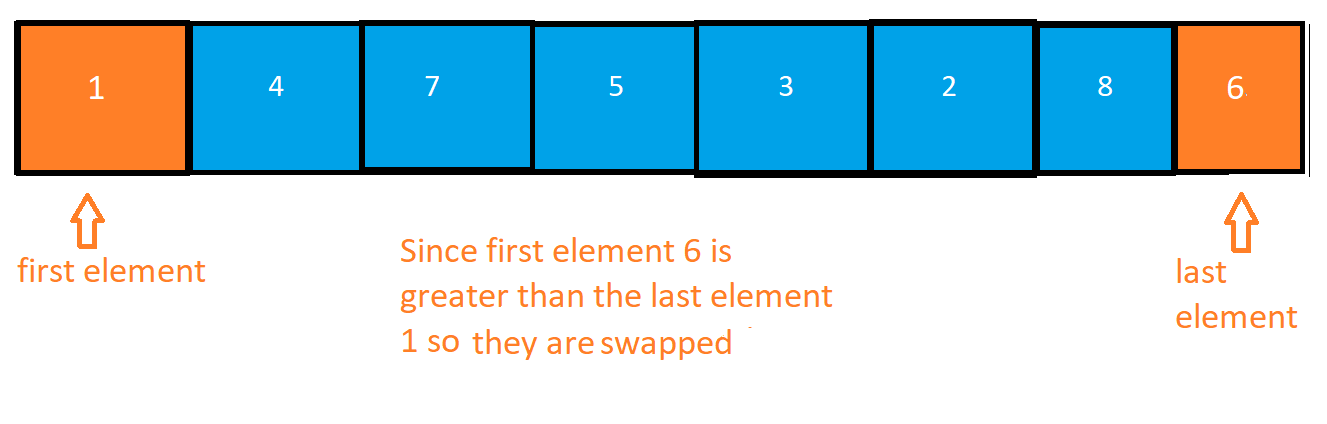 1 4 7 5 3 2 8 6
first element
Since first element 6 is
greater than the last element
1 so they are swapped
last
element